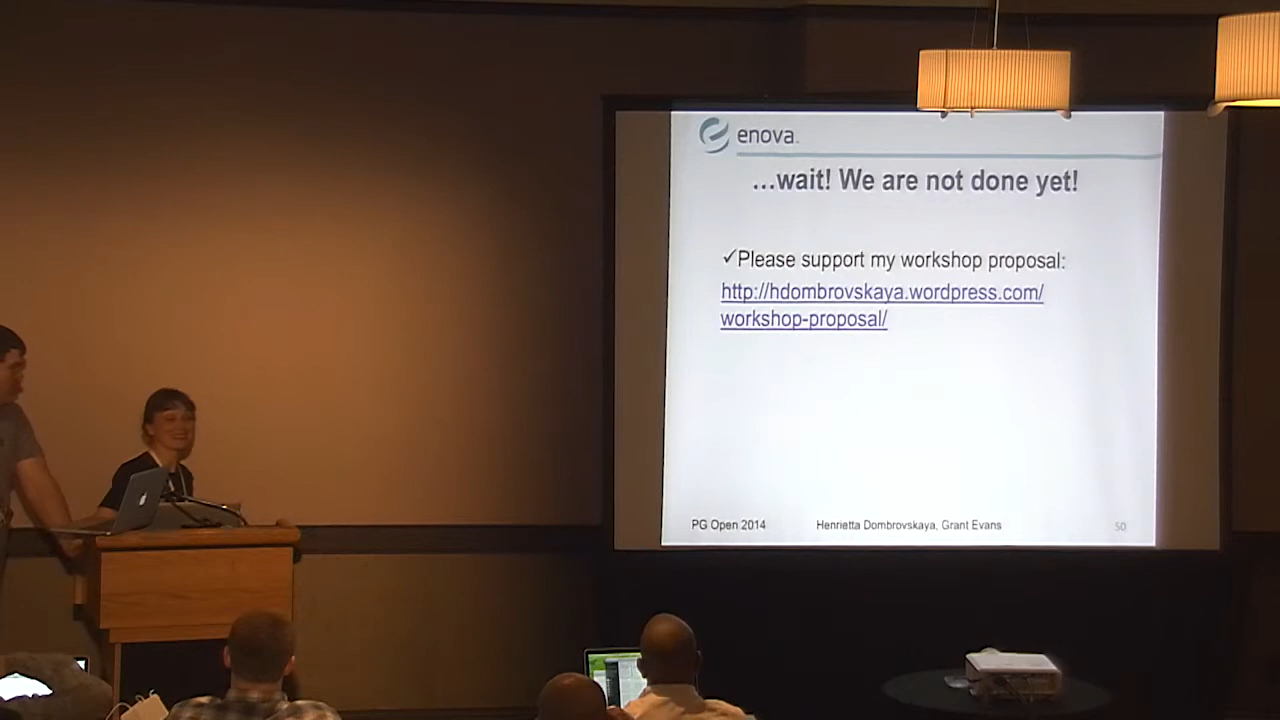 enova
…wait! We are not done yet!
✓Please support my workshop proposal:
http://hdombrovskaya.wordpress.com/
workshop-proposal/
PG Open 2014 Henrietta Dombrovskaya, Grant Evans 50